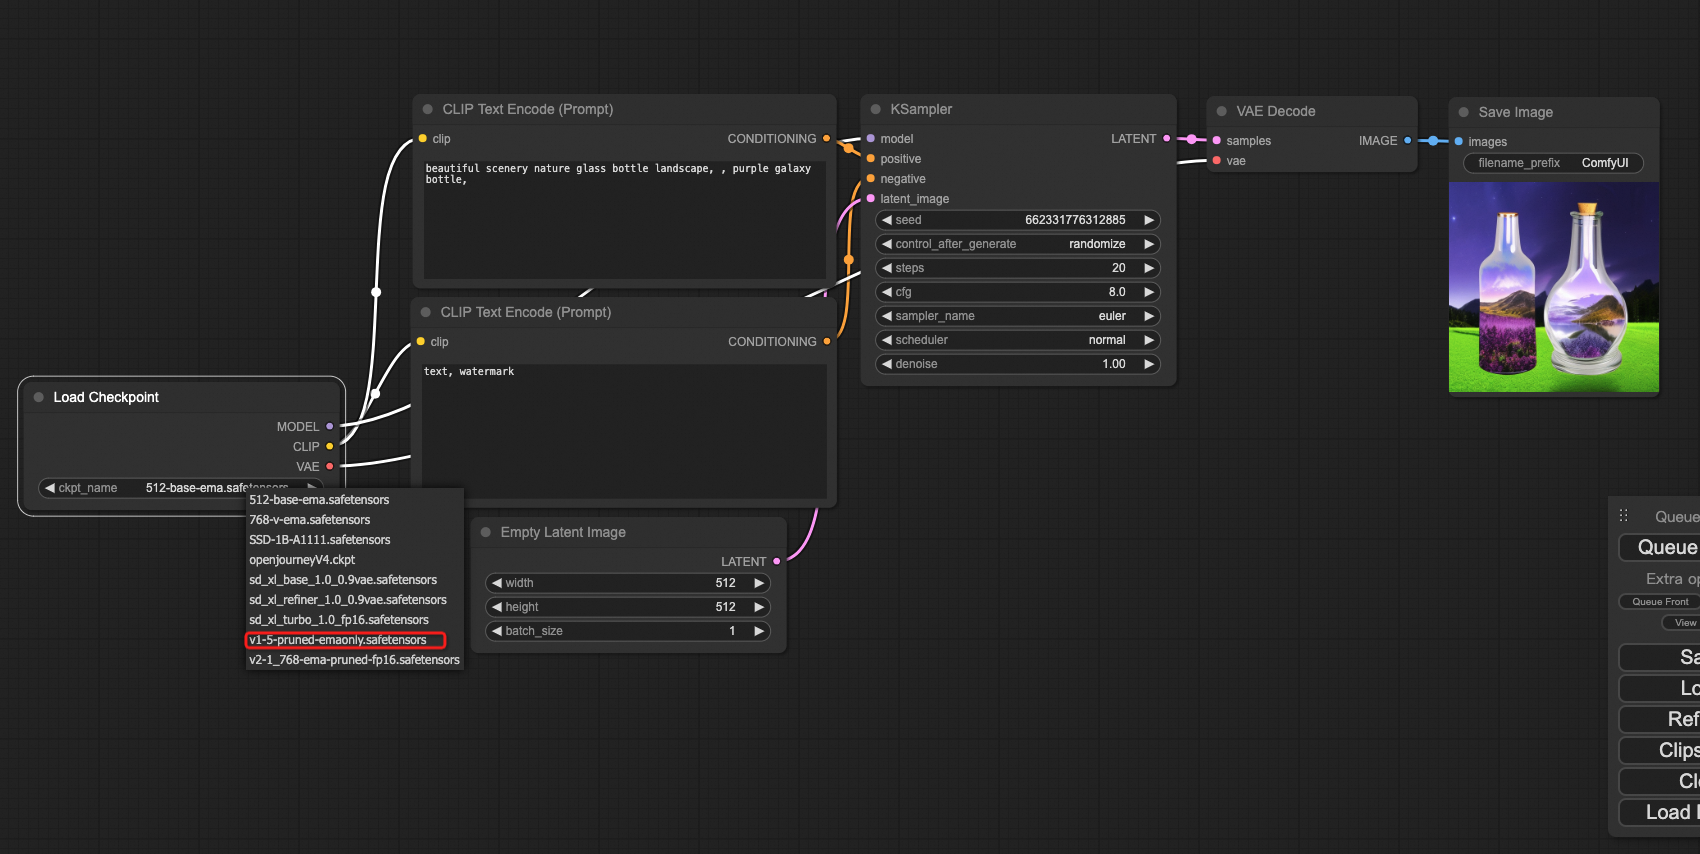 CLIP Text Encode (Prompt)
clip
CONDITIONING
beautiful scenery nature glass bottle landscape, , purple galaxy
bottle,
CLIP Text Encode (Prompt)
clip
CONDITIONING
text, watermark
Load Checkpoint
MODEL
CLIP
VAE
ckpt_name 512-base-ema.safetensors
512-base-ema.safetensors
768-v-ema.safetensors
SSD-1B-A1111.safetensors
openjourneyV4.ckpt
sd_xl_base_1.0_0.9vae.safetensors
sd_xl_refiner_1.0_0.9vae.safetensors
sd_xl_turbo_1.0_fp16.safetensors
v1-5-pruned-emaonly.safetensors
v2-1_768-ema-pruned-fp16.safetensors
Empty Latent Image
LATENT
width 512
height 512
batch_size 1
KSampler
model LATENT
positive
negative
latent_image
seed 662331776312885
control_after_generate randomize
steps 20
cfg 8.0
sampler_name euler
scheduler normal
denoise 1.00
VAE Decode
samples IMAGE
vae
Save Image
images
filename_prefix ComfyUI
Queue
Queue
Extra op
Queue Front
View
Sa
Lo
Ref
Clips
Cle
Load